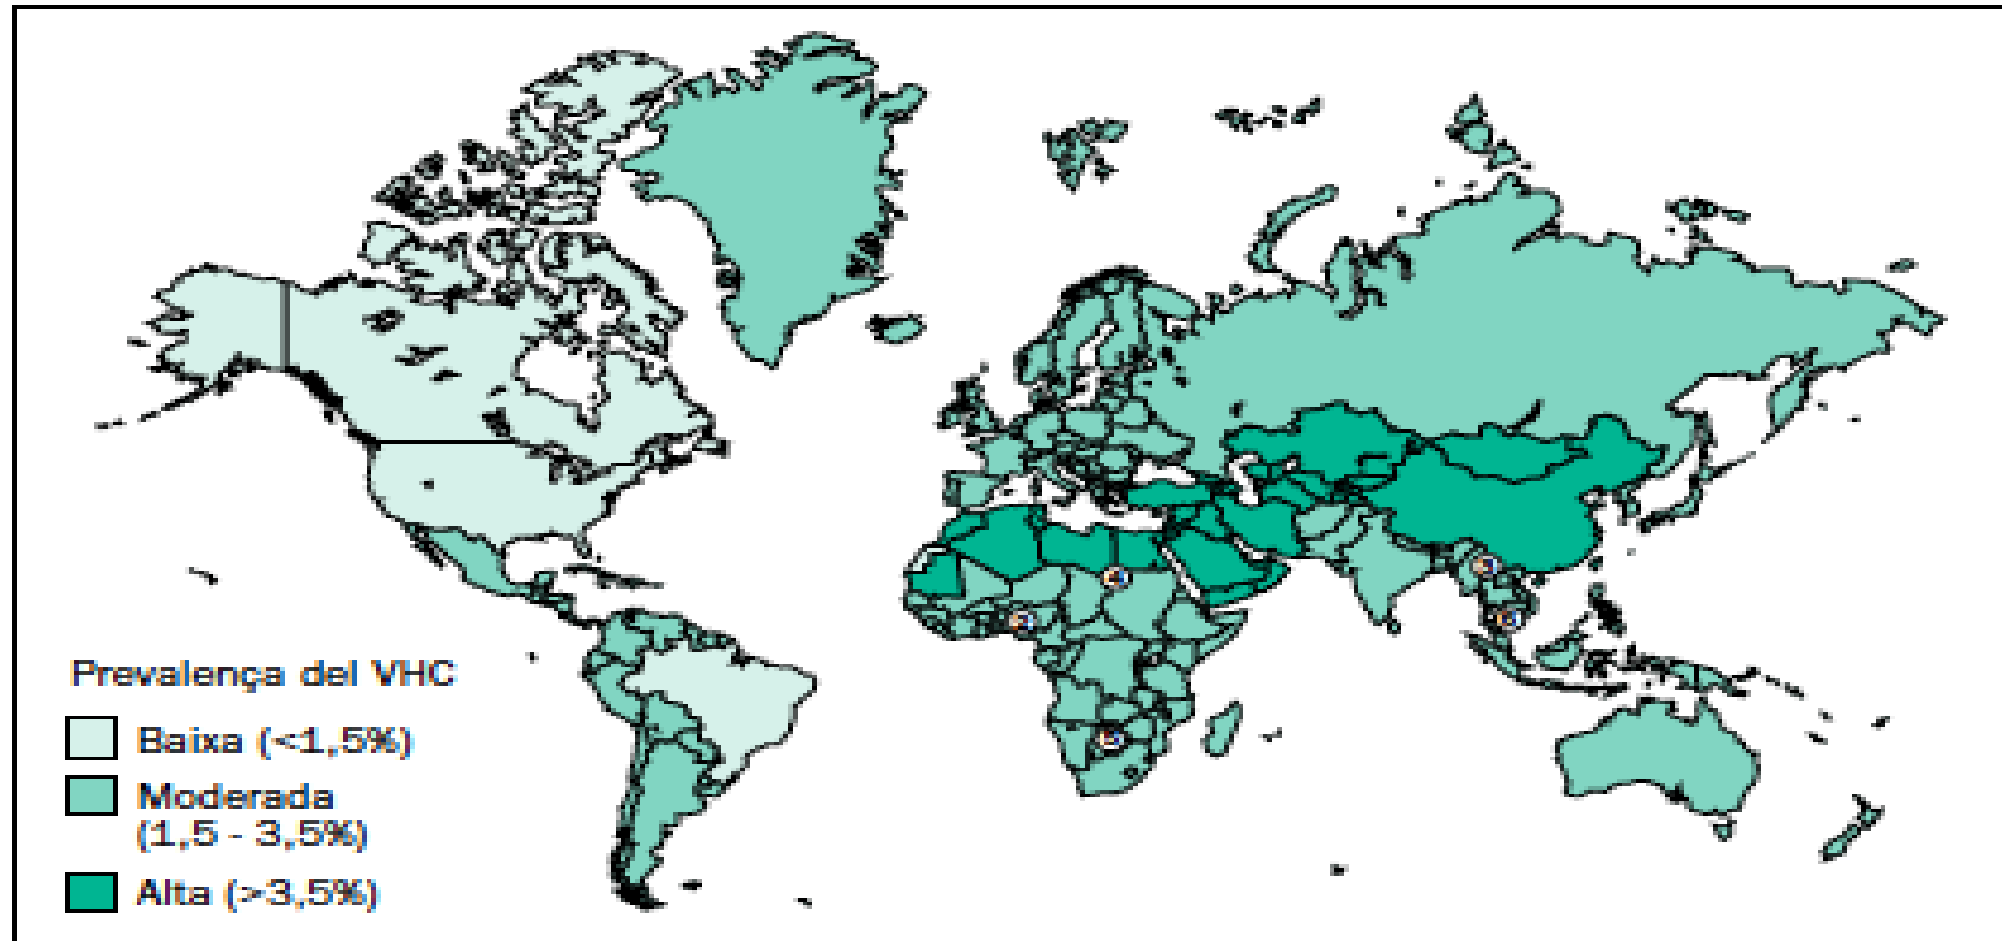 Prevalença del VHC
Baixa (<1,5%)
Moderada
(1,5 - 3,5%)
Alta (>3,5%)